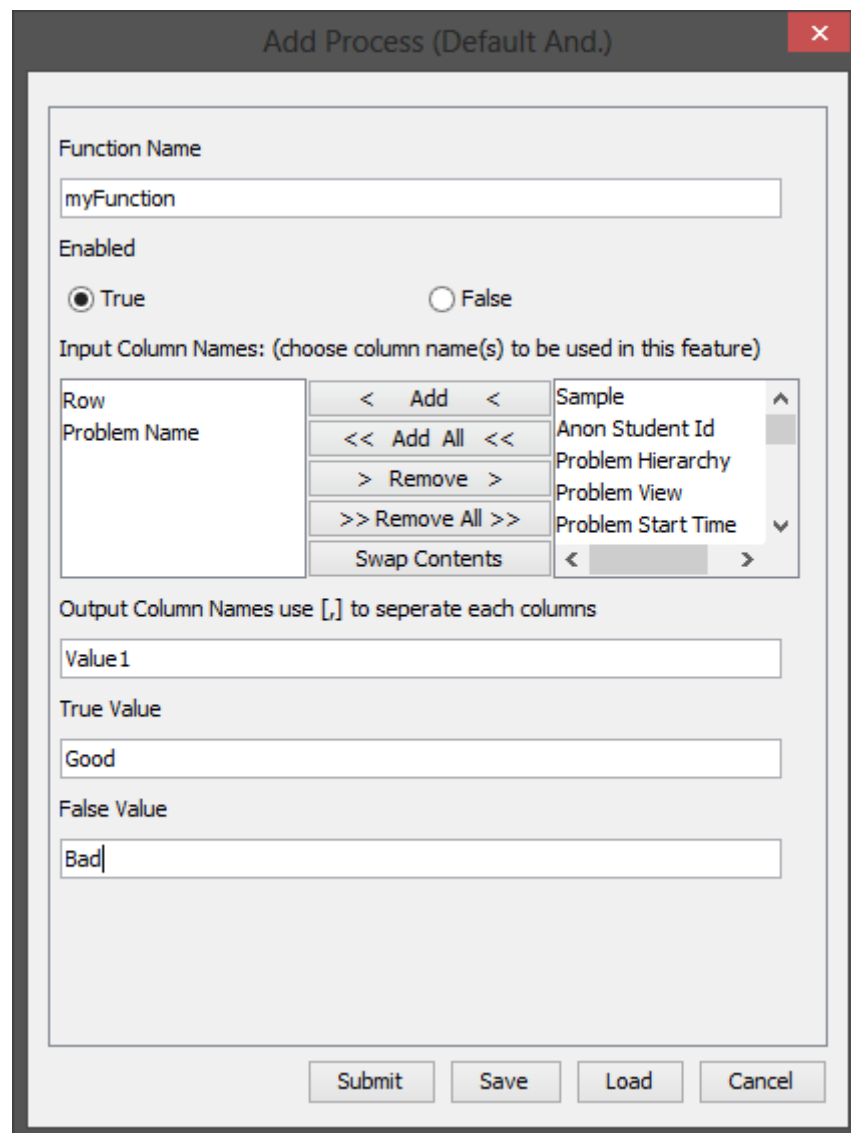 Add Process (Default And.)
×
Function Name
myFunction
Enabled
True
False
Input Column Names: (choose column name(s) to be used in this feature)
Row
Problem Name
< Add <
<< Add All <<
> Remove >
>> Remove All >>
Swap Contents
Sample
Anon Student Id
Problem Hierarchy
Problem View
Problem Start Time
Output Column Names use [,] to seperate each columns
Value1
True Value
Good
False Value
Bad
Submit
Save
Load
Cancel